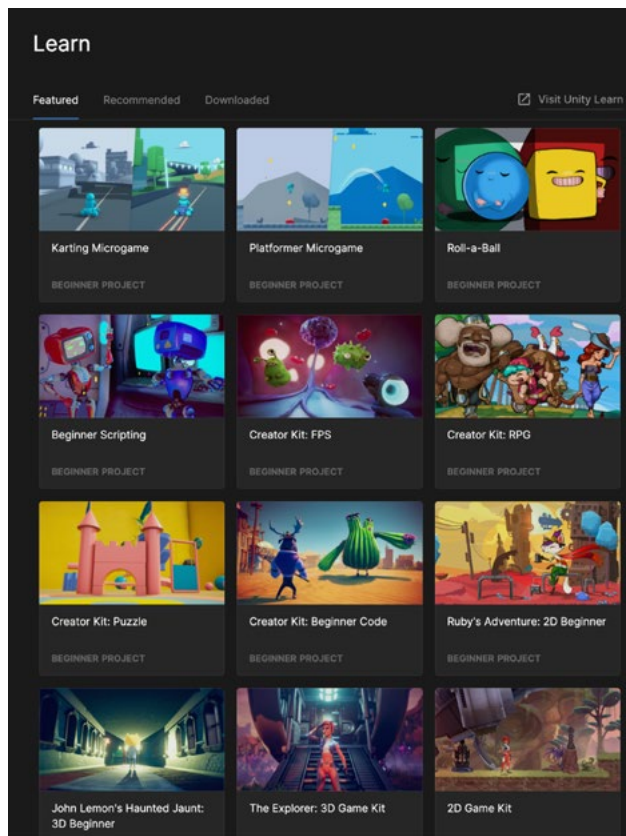 Learn
Featured Recommended Downloaded Visit Unity Learn
Karting Microgame
BEGINNER PROJECT
Platformer Microgame
BEGINNER PROJECT
Roll-a-Ball
BEGINNER PROJECT
Beginner Scripting
BEGINNER PROJECT
Creator Kit: FPS
BEGINNER PROJECT
Creator Kit: RPG
BEGINNER PROJECT
Creator Kit: Puzzle
BEGINNER PROJECT
Creator Kit: Beginner Code
BEGINNER PROJECT
Ruby's Adventure: 2D Beginner
BEGINNER PROJECT
John Lemon's Haunted Jaunt:
3D Beginner
The Explorer: 3D Game Kit
2D Game Kit